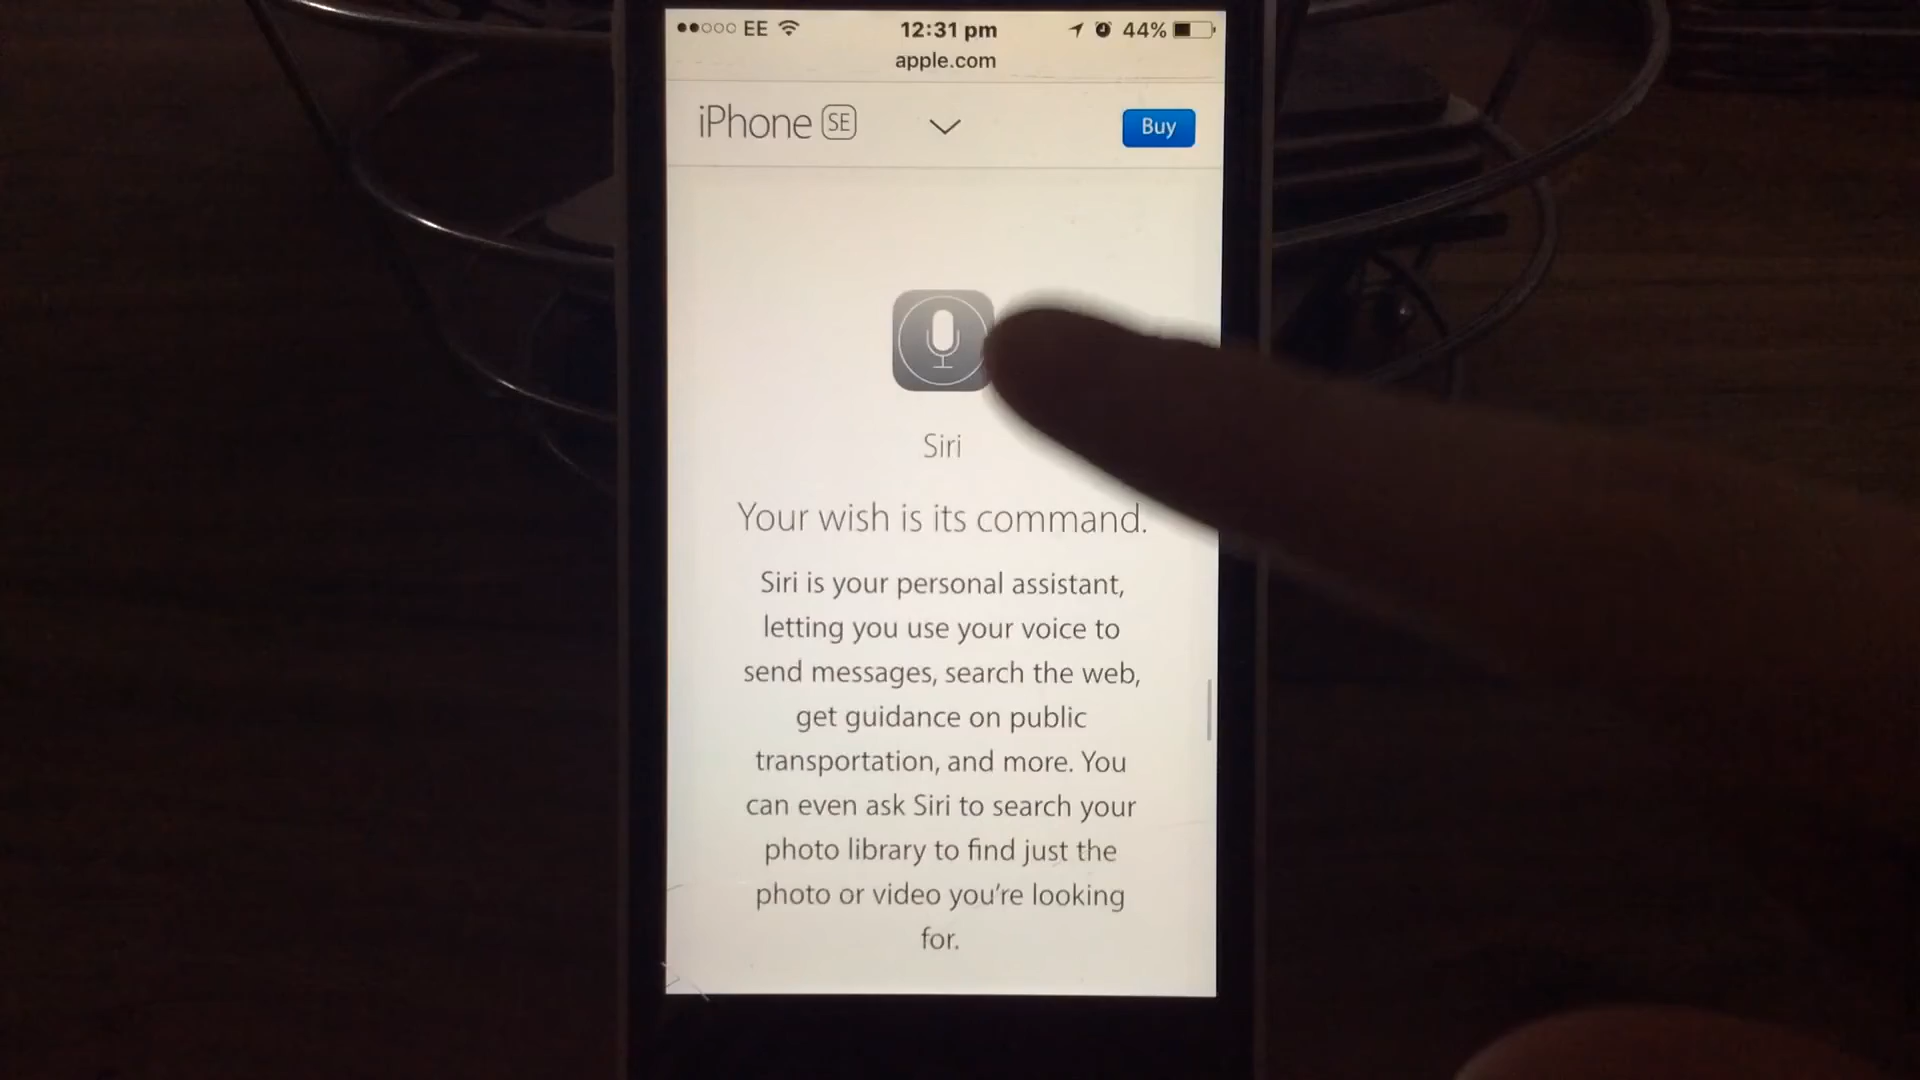 EE 12:31 pm 44%
apple.com
iPhone SE Buy
Siri
Your wish is its command.
Siri is your personal assistant,
letting you use your voice to
send messages, search the web,
get guidance on public
transportation, and more. You
can even ask Siri to search your
photo library to find just the
photo or video you’re looking
for.